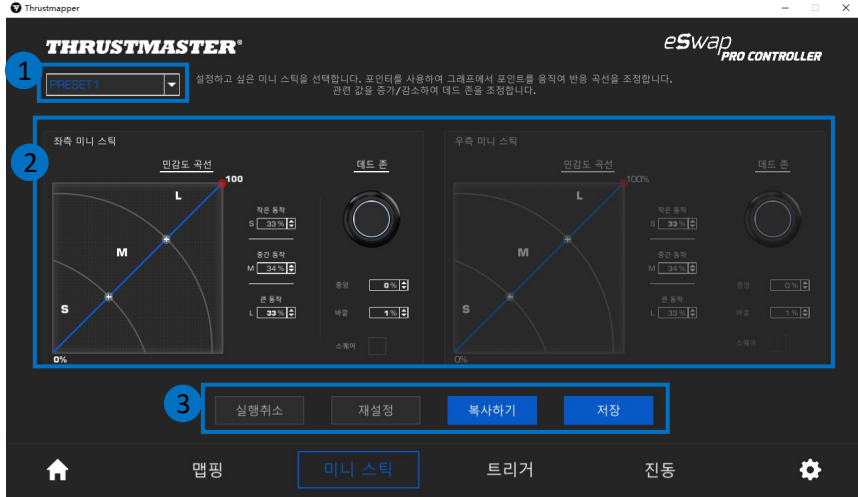 Thrustmapper
THRUSTMASTER®
eSwap
PRO CONTROLLER
1
PRESET1
설정하고 싶은 미니 스틱을 선택합니다. 포인터를 사용하여 그래프에서 포인트를 움직여 반응 곡선을 조정합니다.
관련 값을 증가/감소하여 데드 존을 조정합니다.
2
좌측 미니 스틱
민감도 곡선
데드 존
100
L
M
S
0%
작은 동작
S 33 %
중간 동작
M 34 %
큰 동작
L 33 %
중앙 0 %
바깥 1 %
스퀘어
우측 미니 스틱
민감도 곡선
데드 존
100%
L
M
S
0%
작은 동작
S 33 %
중간 동작
M 34 %
큰 동작
L 33 %
중앙 0 %
바깥 1 %
스퀘어
3
실행취소 재설정 복사하기 저장
맵핑 미니 스틱 트리거 진동